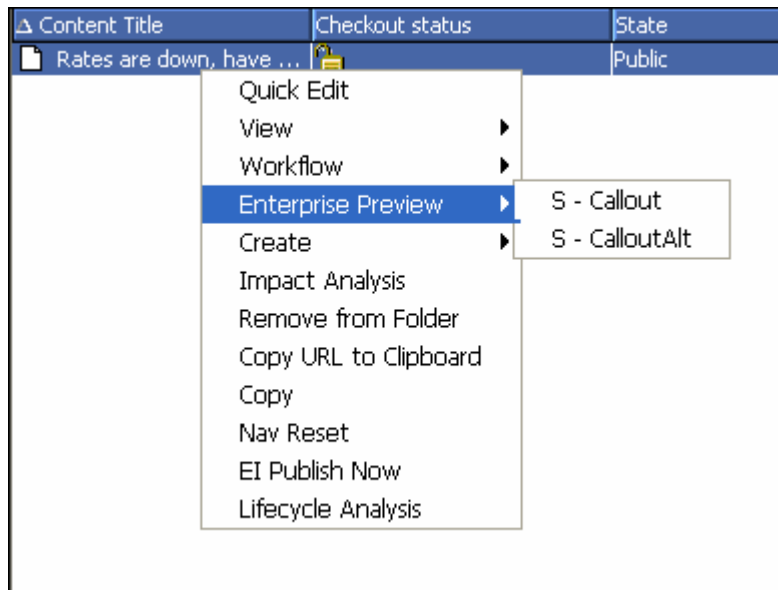 Content Title Checkout status State
Rates are down, have ... Public
Quick Edit
View
Workflow
Enterprise Preview S - Callout
Create S - CalloutAlt
Impact Analysis
Remove from Folder
Copy URL to Clipboard
Copy
Nav Reset
EI Publish Now
Lifecycle Analysis